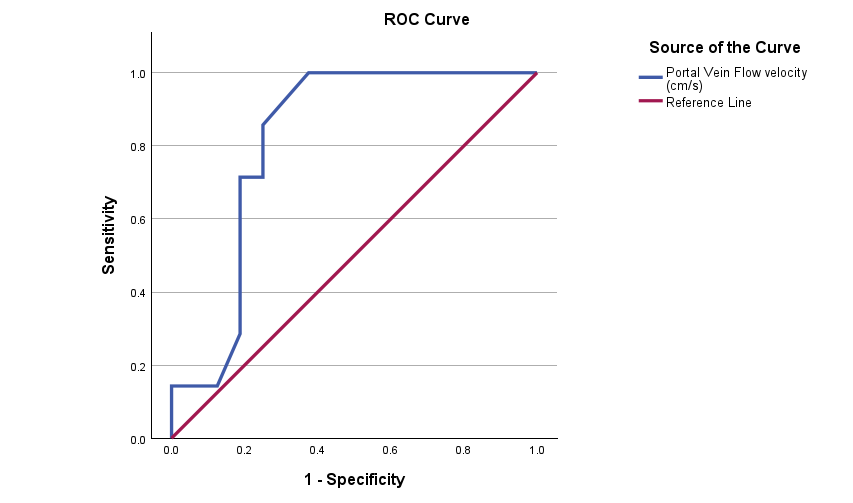 ROC Curve
Source of the Curve
Portal Vein Flow velocity
(cm/s)
Reference Line
1.0
0.8
0.6
0.4
0.2
0.0
Sensitivity
0.0 0.2 0.4 0.6 0.8 1.0
1 - Specificity